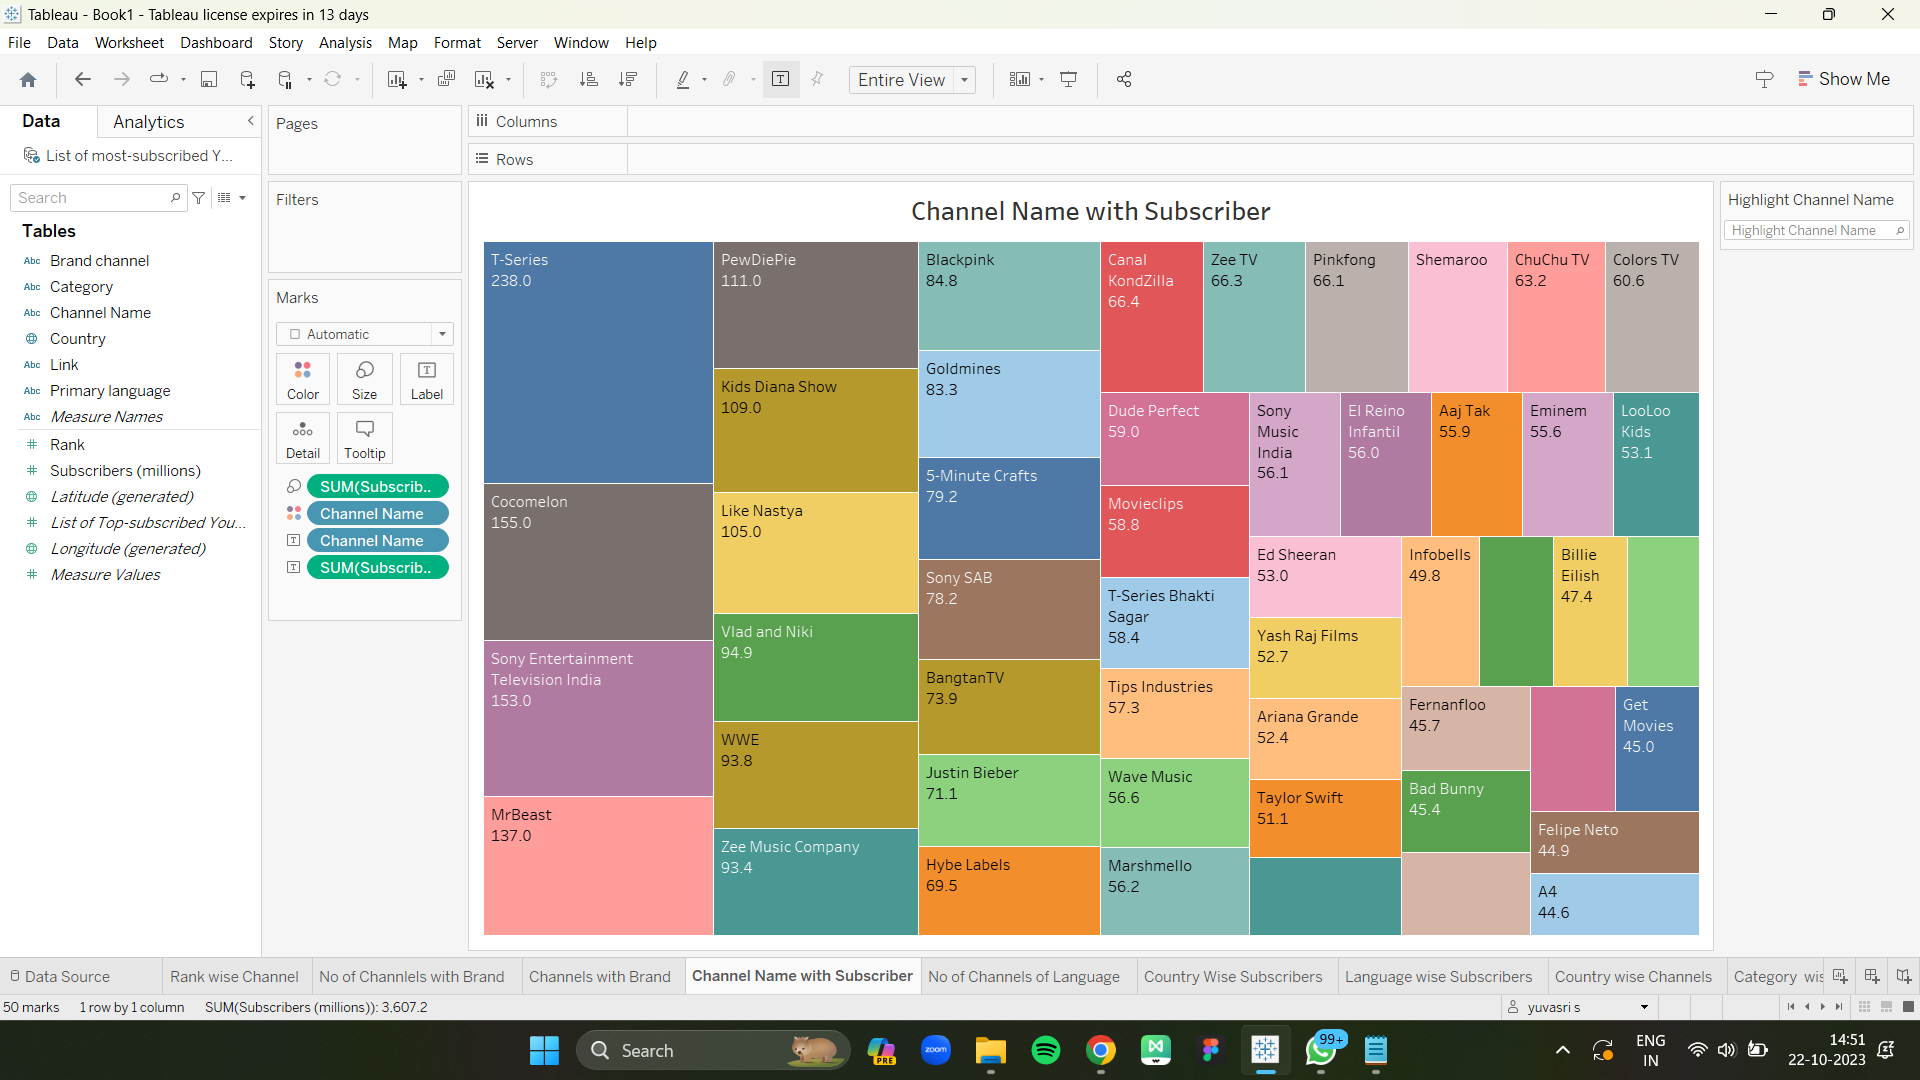 Tableau - Book1 - Tableau license expires in 13 days
File Data Worksheet Dashboard Story Analysis Map Format Server Window Help
Entire View
Show Me
Data Analytics
List of most-subscribed Y...
Search
Tables
Abc Brand channel
Abc Category
Abc Channel Name
Country
Abc Link
Abc Primary language
Abc Measure Names
# Rank
# Subscribers (millions)
Latitude (generated)
# List of Top-subscribed You...
Longitude (generated)
# Measure Values
Pages
Filters
Marks
Automatic
Color Size Label
Detail Tooltip
SUM(Subscrib..
Channel Name
Channel Name
SUM(Subscrib..
Columns
Rows
Channel Name with Subscriber
T-Series
238.0
Cocomelon
155.0
Sony Entertainment
Television India
153.0
MrBeast
137.0
PewDiePie
111.0
Kids Diana Show
109.0
Like Nastya
105.0
Vlad and Niki
94.9
WWE
93.8
Zee Music Company
93.4
Blackpink
84.8
Goldmines
83.3
5-Minute Crafts
79.2
Sony SAB
78.2
BangtanTV
73.9
Justin Bieber
71.1
Hybe Labels
69.5
Canal
KondZilla
66.4
Zee TV
66.3
Pinkfong
66.1
Shemaroo
ChuChu TV
63.2
Colors TV
60.6
Dude Perfect
59.0
Movieclips
58.8
T-Series Bhakti
Sagar
58.4
Tips Industries
57.3
Wave Music
56.6
Marshmello
56.2
Sony
Music
India
56.1
El Reino
Infantil
56.0
Aaj Tak
55.9
Eminem
55.6
LooLoo
Kids
53.1
Ed Sheeran
53.0
Yash Raj Films
52.7
Ariana Grande
52.4
Taylor Swift
51.1
Infobells
49.8
Billie
Eilish
47.4
Fernanfloo
45.7
Bad Bunny
45.4
Get
Movies
45.0
Felipe Neto
44.9
A4
44.6
Highlight Channel Name
Highlight Channel Name
Data Source Rank wise Channel No of Channlels with Brand Channels with Brand Channel Name with Subscriber No of Channels of Language Country Wise Subscribers Language wise Subscribers Country wise Channels Category wis
50 marks 1 row by 1 column SUM(Subscribers (millions)): 3,607.2
yuvasri s
Search
PRE
zoom
99+
ENG
IN
14:51
22-10-2023